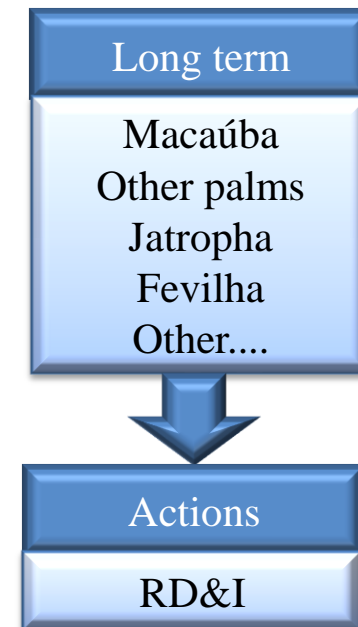 Long term
Macaúba
Other palms
Jatropha
Fevilha
Other....
Actions
RD&I